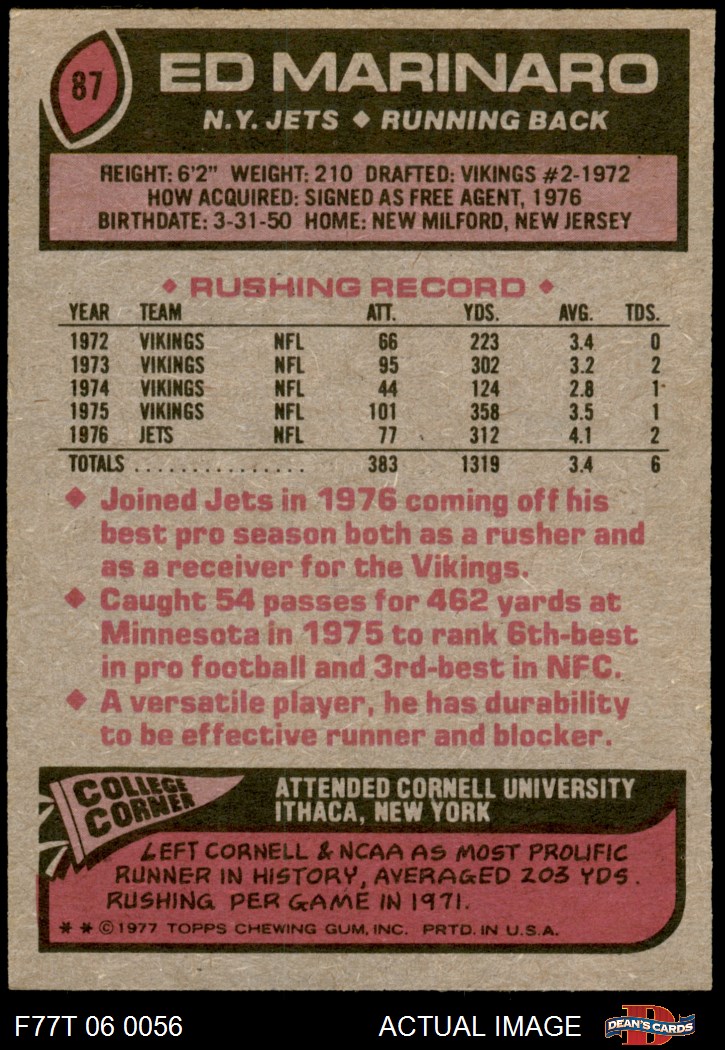 87
ED MARINARO
N.Y. JETS ◆ RUNNING BACK
HEIGHT: 6'2" WEIGHT: 210 DRAFTED: VIKINGS #2-1972
HOW ACQUIRED: SIGNED AS FREE AGENT, 1976
BIRTHDATE: 3-31-50 HOME: NEW MILFORD, NEW JERSEY
◆ RUSHING RECORD ◆
YEAR TEAM ATT. YDS. AVG. TDS.
1972 VIKINGS NFL 66 223 3.4 0
1973 VIKINGS NFL 95 302 3.2 2
1974 VIKINGS NFL 44 124 2.8 1
1975 VIKINGS NFL 101 358 3.5 1
1976 JETS NFL 77 312 4.1 2
TOTALS ................ 383 1319 3.4 6
◆ Joined Jets in 1976 coming off his
best pro season both as a rusher and
as a receiver for the Vikings.
◆ Caught 54 passes for 462 yards at
Minnesota in 1975 to rank 6th-best
in pro football and 3rd-best in NFC.
◆ A versatile player, he has durability
to be effective runner and blocker.
COLLEGE
CORNER
ATTENDED CORNELL UNIVERSITY
ITHACA, NEW YORK
LEFT CORNELL & NCAA AS MOST PROLIFIC
RUNNER IN HISTORY, AVERAGED 203 YDS.
RUSHING PER GAME IN 1971.
* * © 1977 TOPPS CHEWING GUM, INC. PRTD. IN U.S.A.
F77T 06 0056 ACTUAL IMAGE
D
DEAN'S CARDS